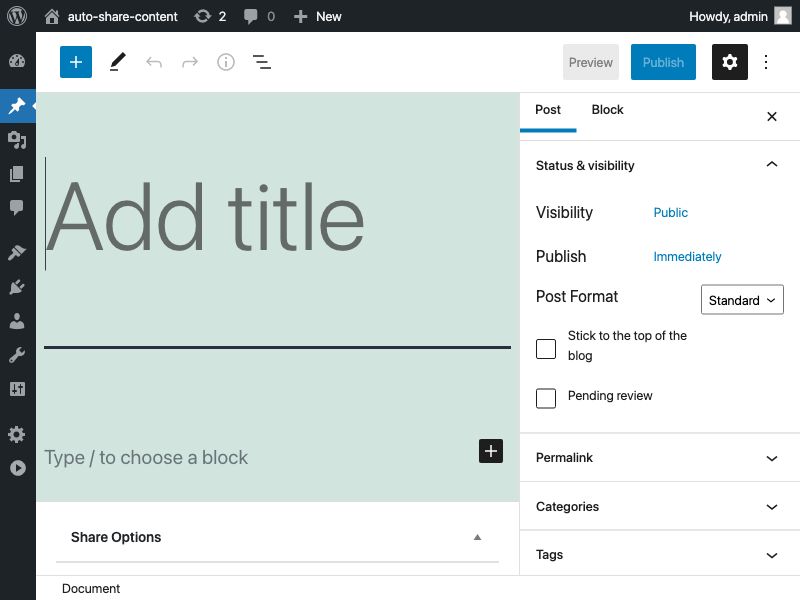 auto-share-content 2 0 New Howdy, admin
Preview Publish
Post Block
Add title
Type / to choose a block
Share Options
Status & visibility
Visibility Public
Publish Immediately
Post Format Standard
Stick to the top of the
blog
Pending review
Permalink
Categories
Tags
Document